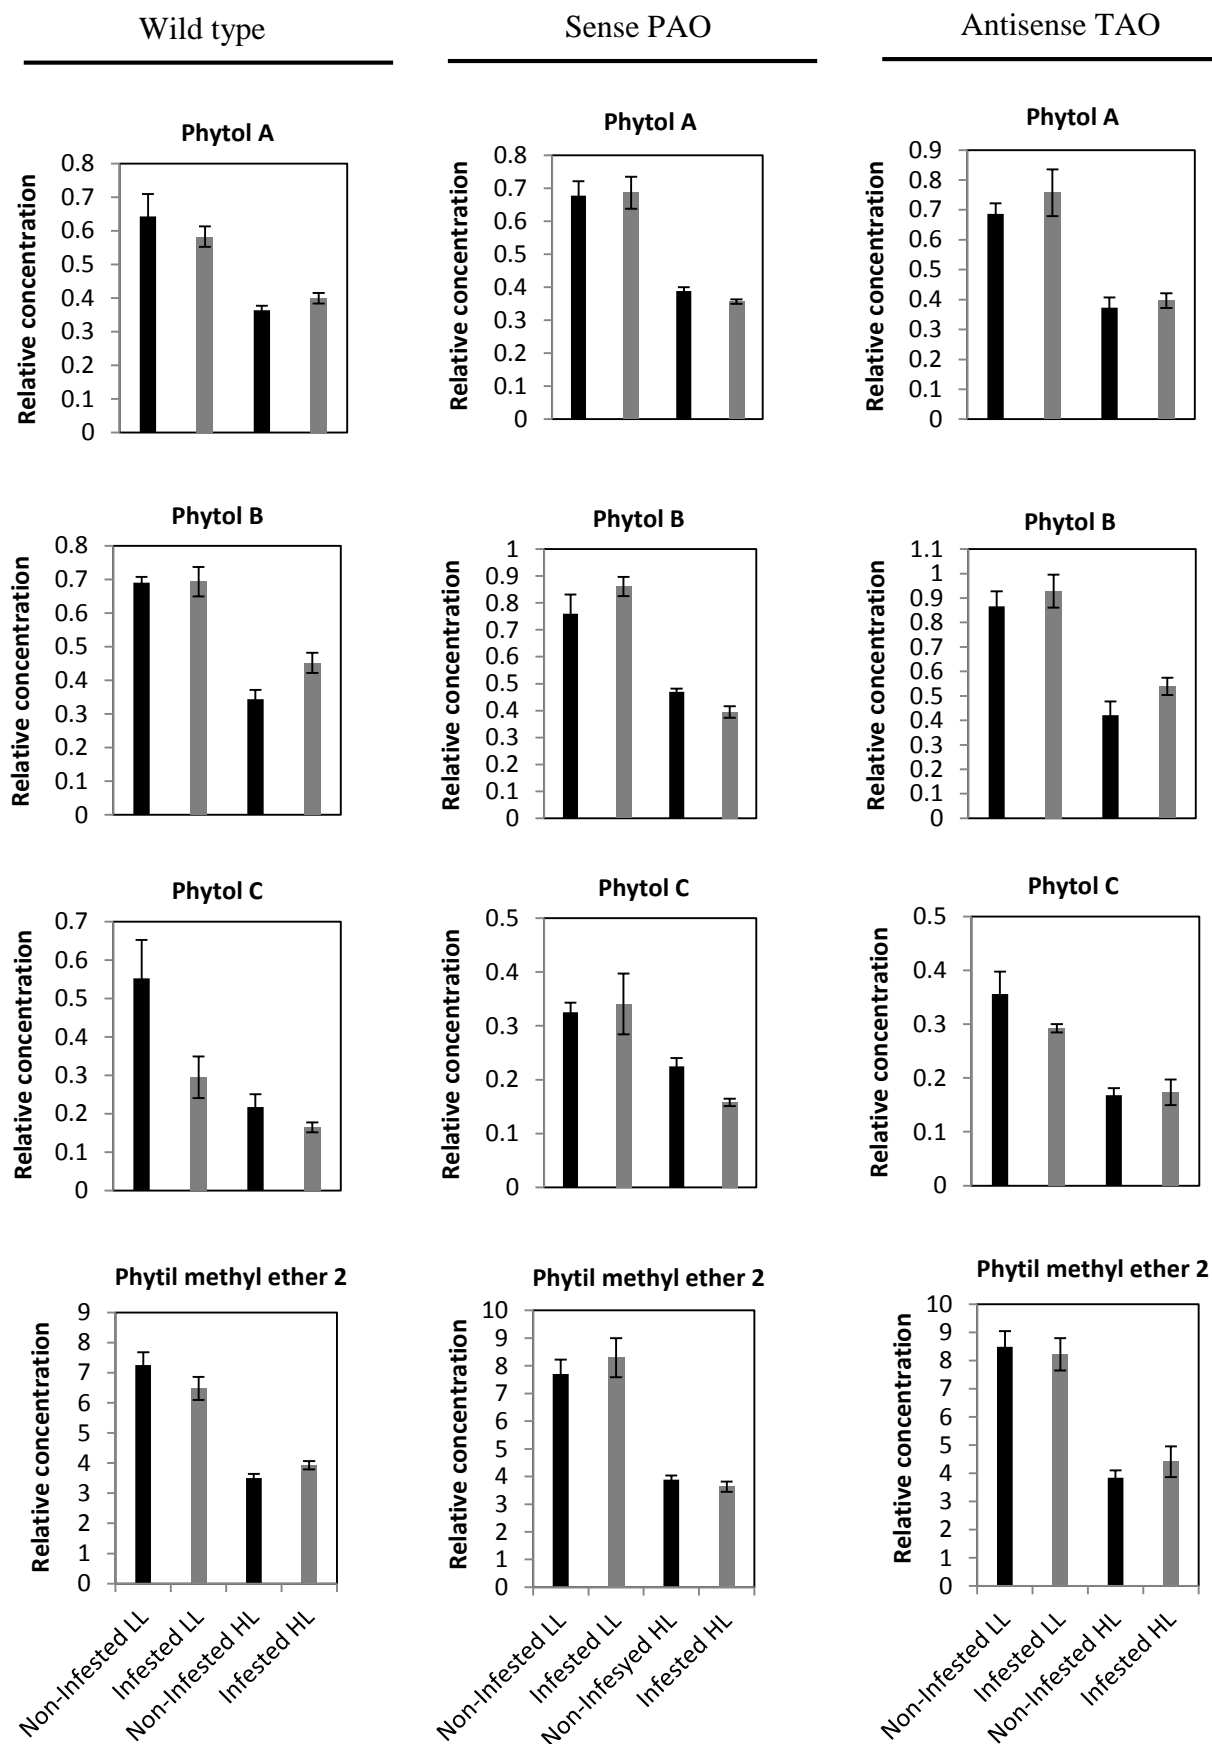 Wild type
Sense PAO
Antisense TAO
Phytol A
Relative concentration
0.8
0.7
0.6
0.5
0.4
0.3
0.2
0.1
0
Phytol A
Relative concentration
0.8
0.7
0.6
0.5
0.4
0.3
0.2
0.1
0
Phytol A
Relative concentration
0.9
0.8
0.7
0.6
0.5
0.4
0.3
0.2
0.1
0
Phytol B
Relative concentration
0.8
0.7
0.6
0.5
0.4
0.3
0.2
0.1
0
Phytol B
Relative concentration
1
0.9
0.8
0.7
0.6
0.5
0.4
0.3
0.2
0.1
0
Phytol B
Relative concentration
1.1
1
0.9
0.8
0.7
0.6
0.5
0.4
0.3
0.2
0.1
0
Phytol C
Relative concentration
0.7
0.6
0.5
0.4
0.3
0.2
0.1
0
Phytol C
Relative concentration
0.5
0.4
0.3
0.2
0.1
0
Phytol C
Relative concentration
0.5
0.4
0.3
0.2
0.1
0
Phytil methyl ether 2
Relative concentration
9
8
7
6
5
4
3
2
1
0
Non-Infested LL
Infested LL
Non-Infested HL
Infested HL
Phytil methyl ether 2
Relative concentration
10
9
8
7
6
5
4
3
2
1
0
Non-Infested LL
Infested LL
Non-Infesyed HL
Infested HL
Phytil methyl ether 2
Relative concentration
10
9
8
7
6
5
4
3
2
1
0
Non-Infested LL
Infested LL
Non-Infested HL
Infested HL